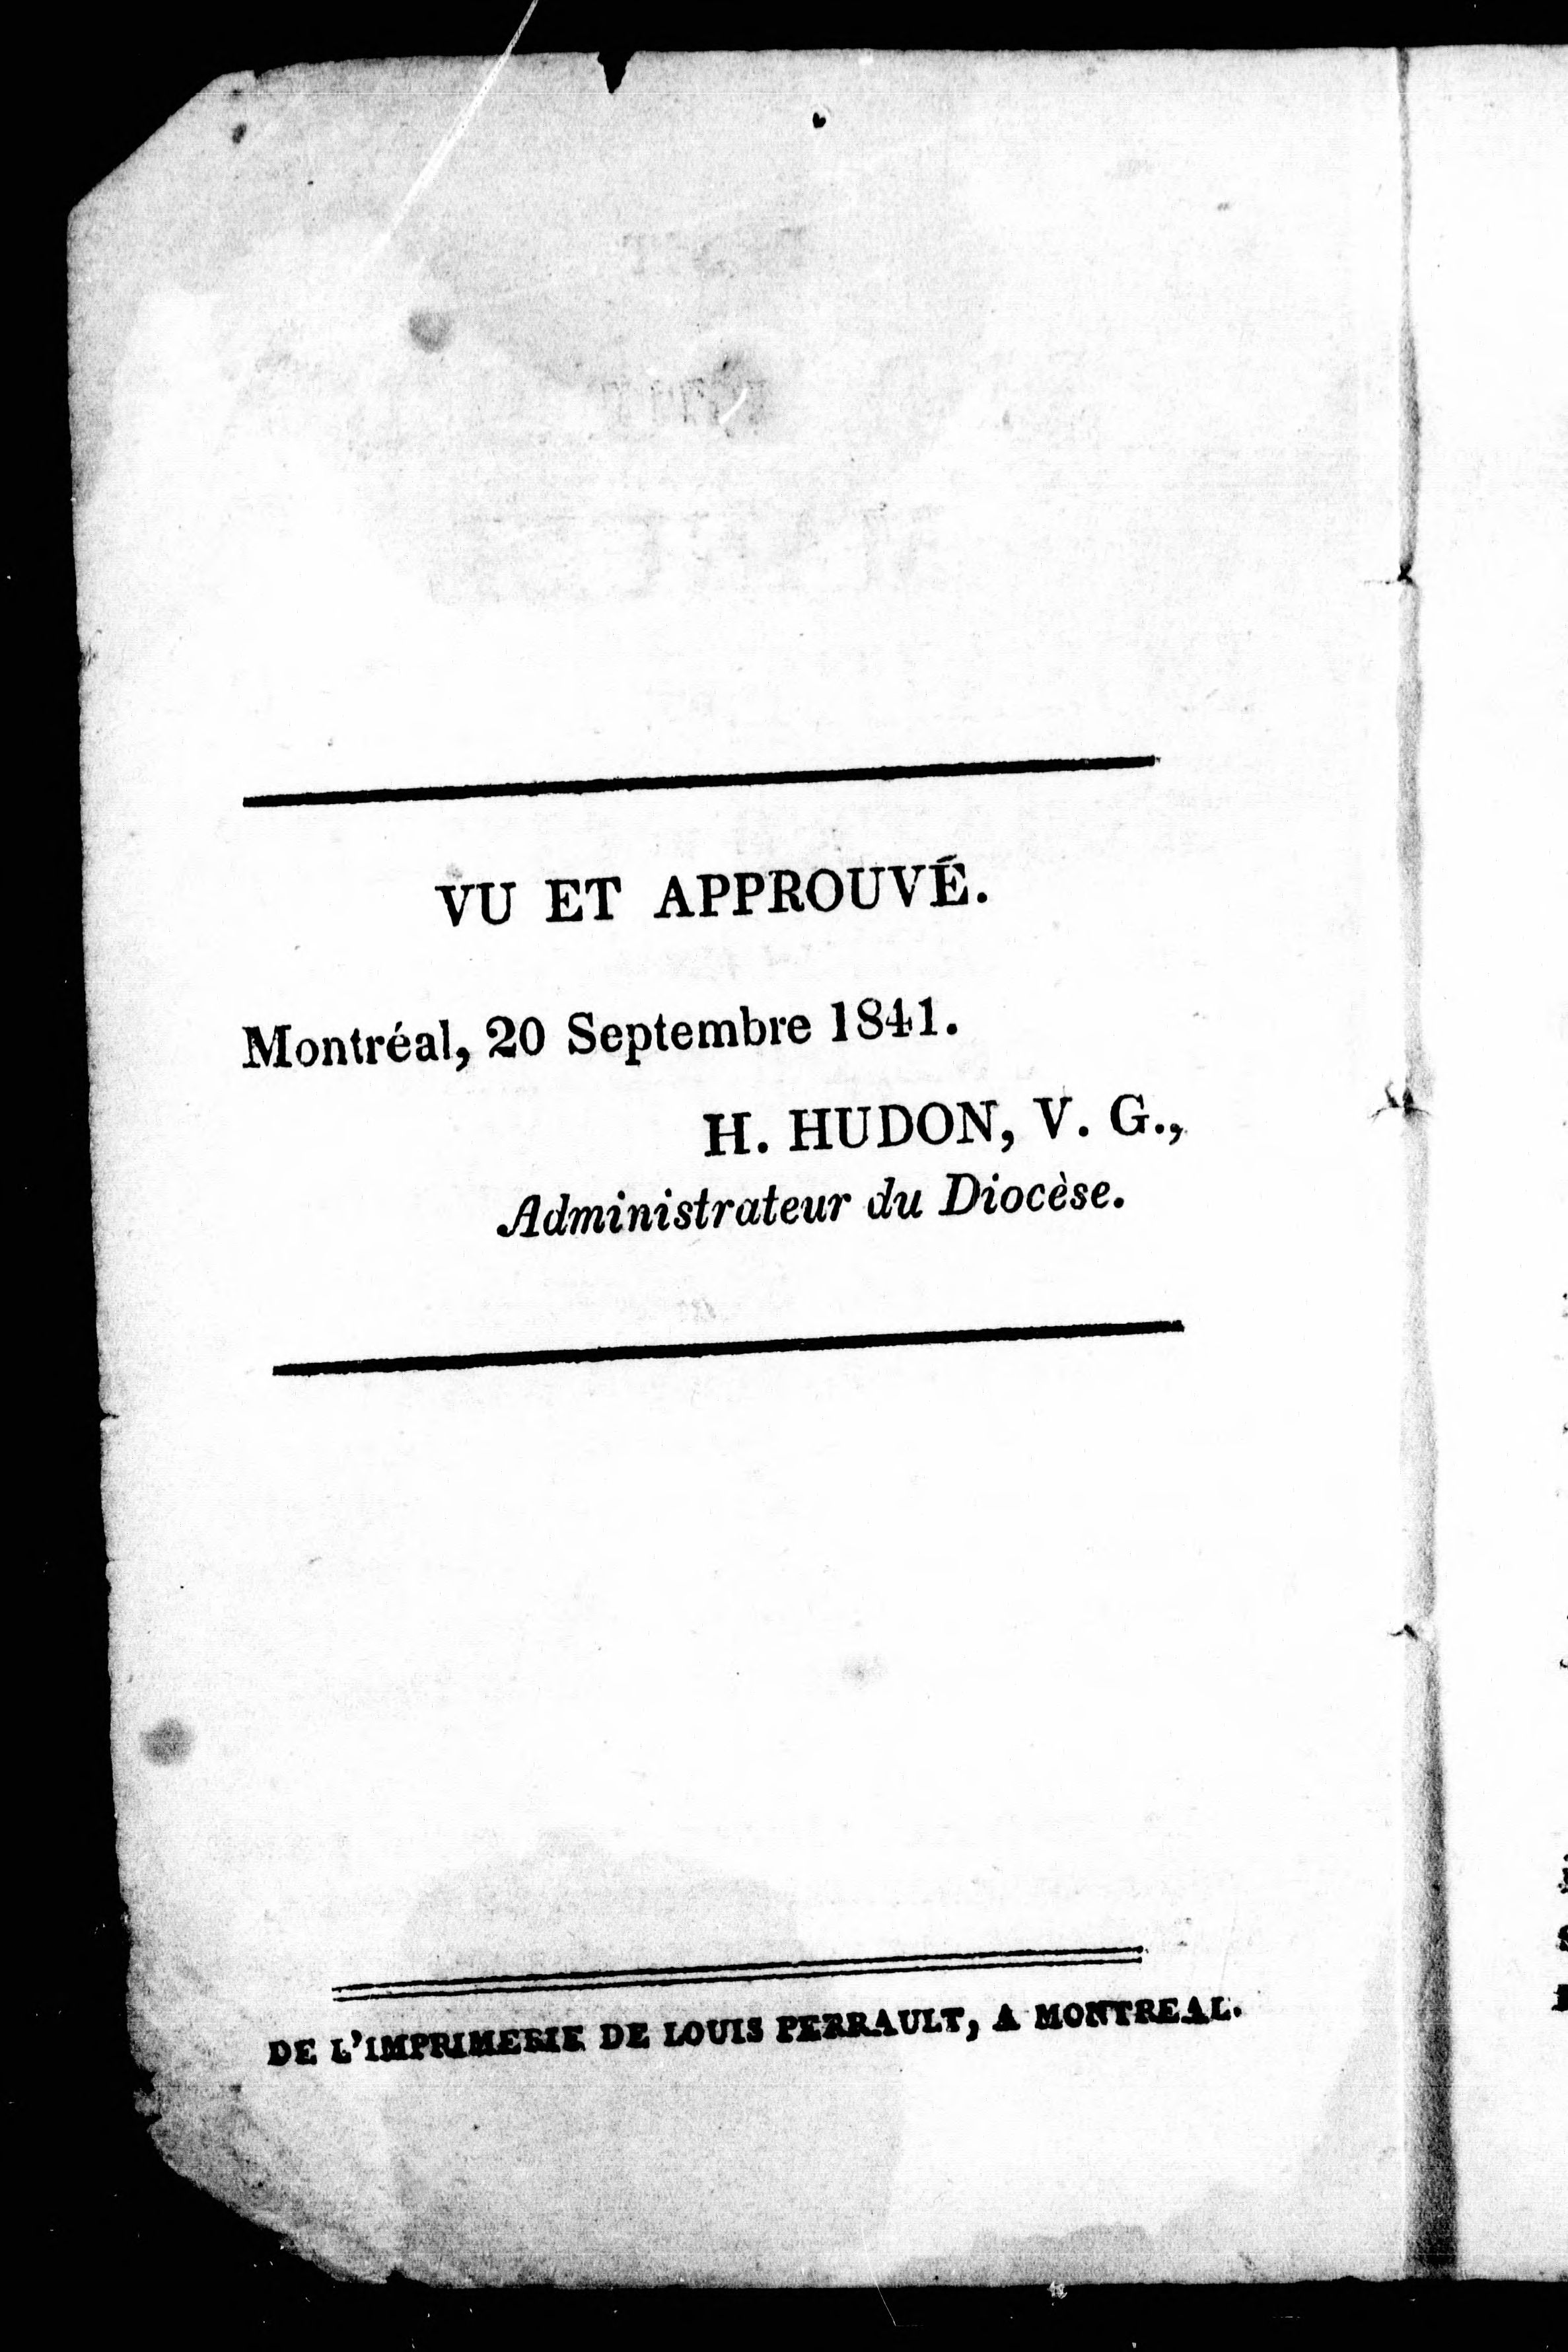 VU ET APPROUVÉ.
Montréal, 20 Septembre 1841.
H. HUDON, V. G.,
Administrateur du Diocèse.
DE L'IMPRIMERIE DE LOUIS PERRAULT, A MONTREAL.